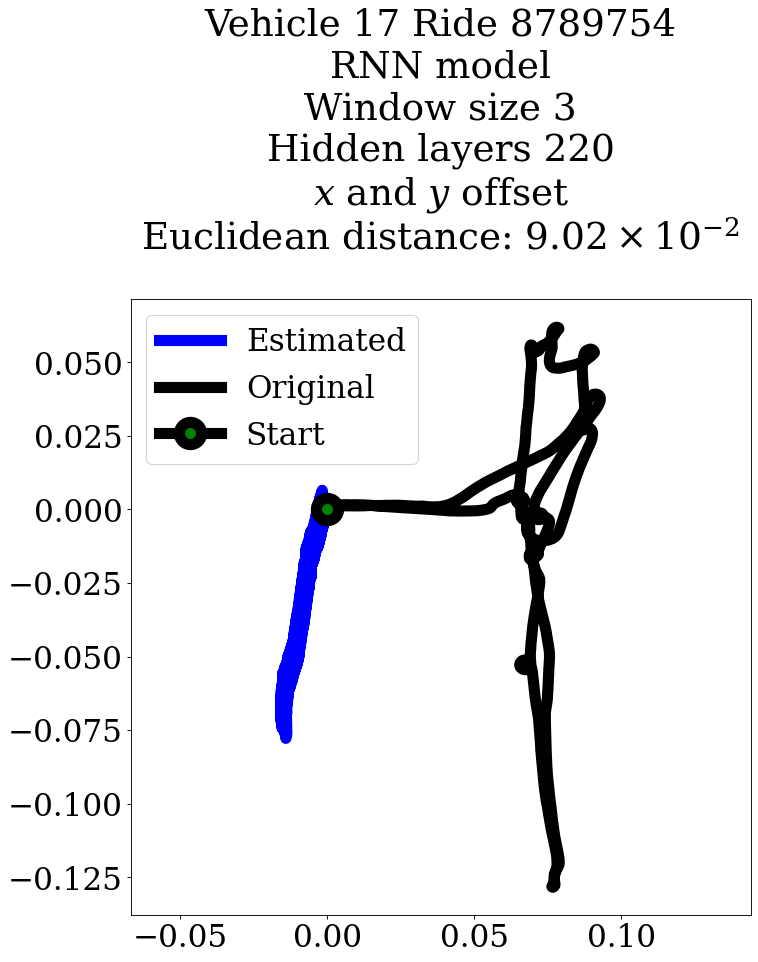 Vehicle 17 Ride 8789754
RNN model
Window size 3
Hidden layers 220
x and y offset
Euclidean distance: 9.02 × 10⁻²
Estimated
Original
Start
0.050
0.025
0.000
−0.025
−0.050
−0.075
−0.100
−0.125
−0.05 0.00 0.05 0.10